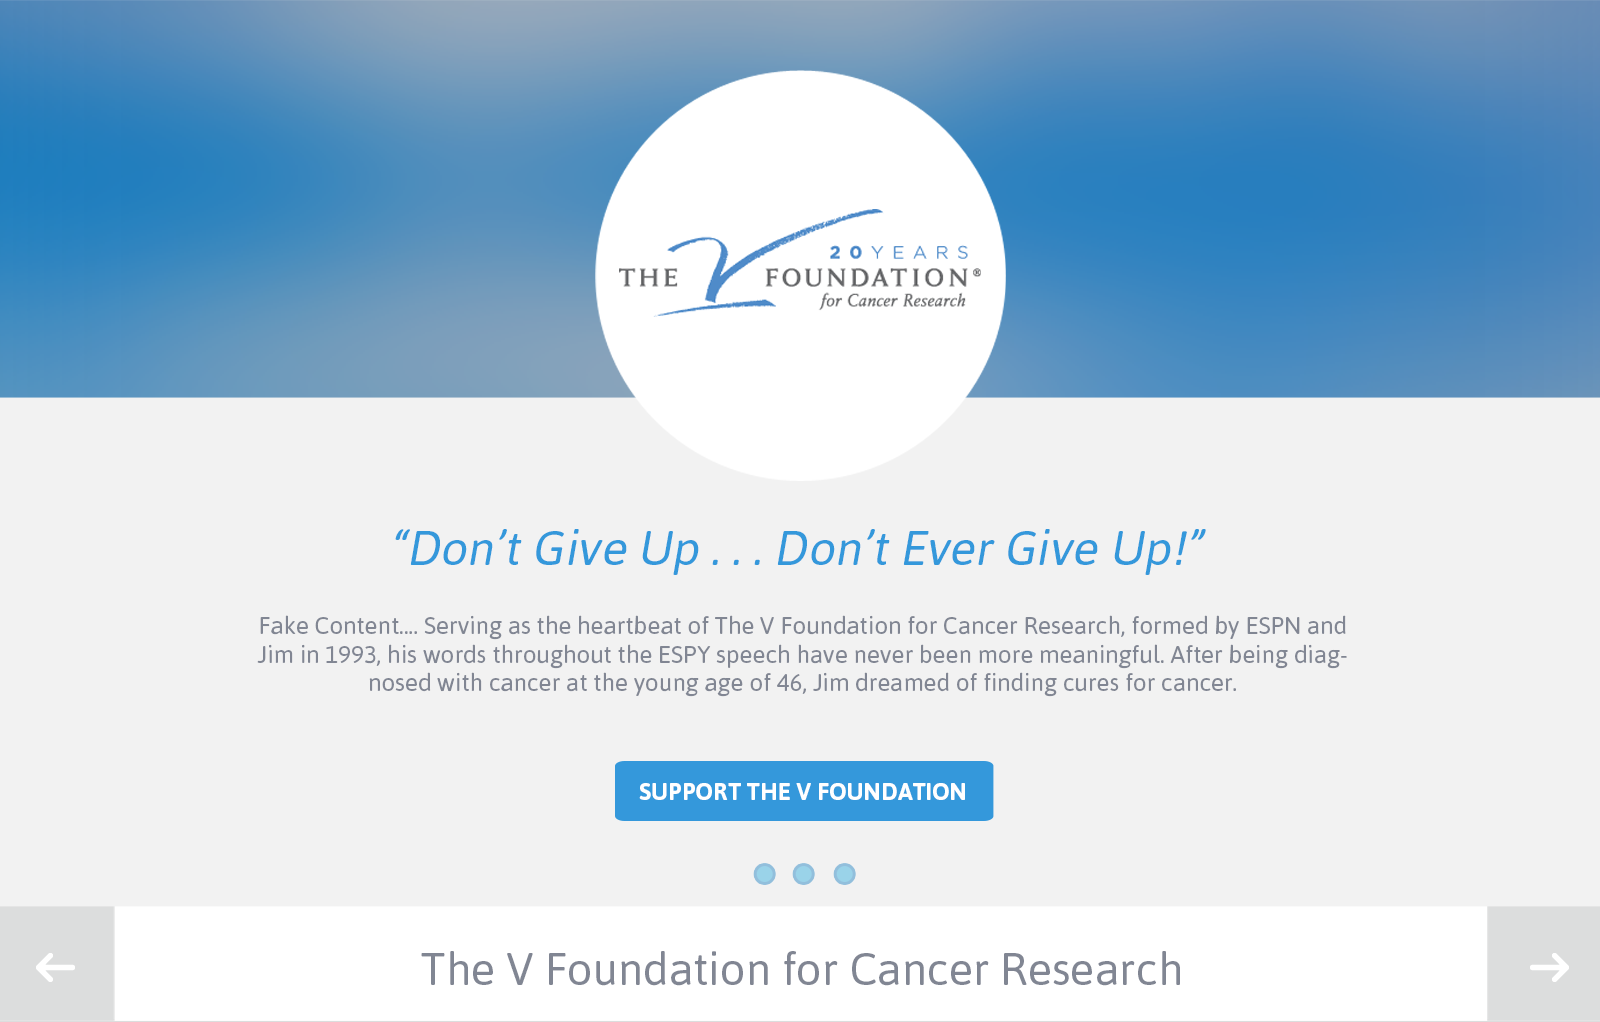 20 YEARS
THE V FOUNDATION®
for Cancer Research
“Don’t Give Up . . . Don’t Ever Give Up!”
Fake Content.... Serving as the heartbeat of The V Foundation for Cancer Research, formed by ESPN and
Jim in 1993, his words throughout the ESPY speech have never been more meaningful. After being diag-
nosed with cancer at the young age of 46, Jim dreamed of finding cures for cancer.
SUPPORT THE V FOUNDATION
The V Foundation for Cancer Research